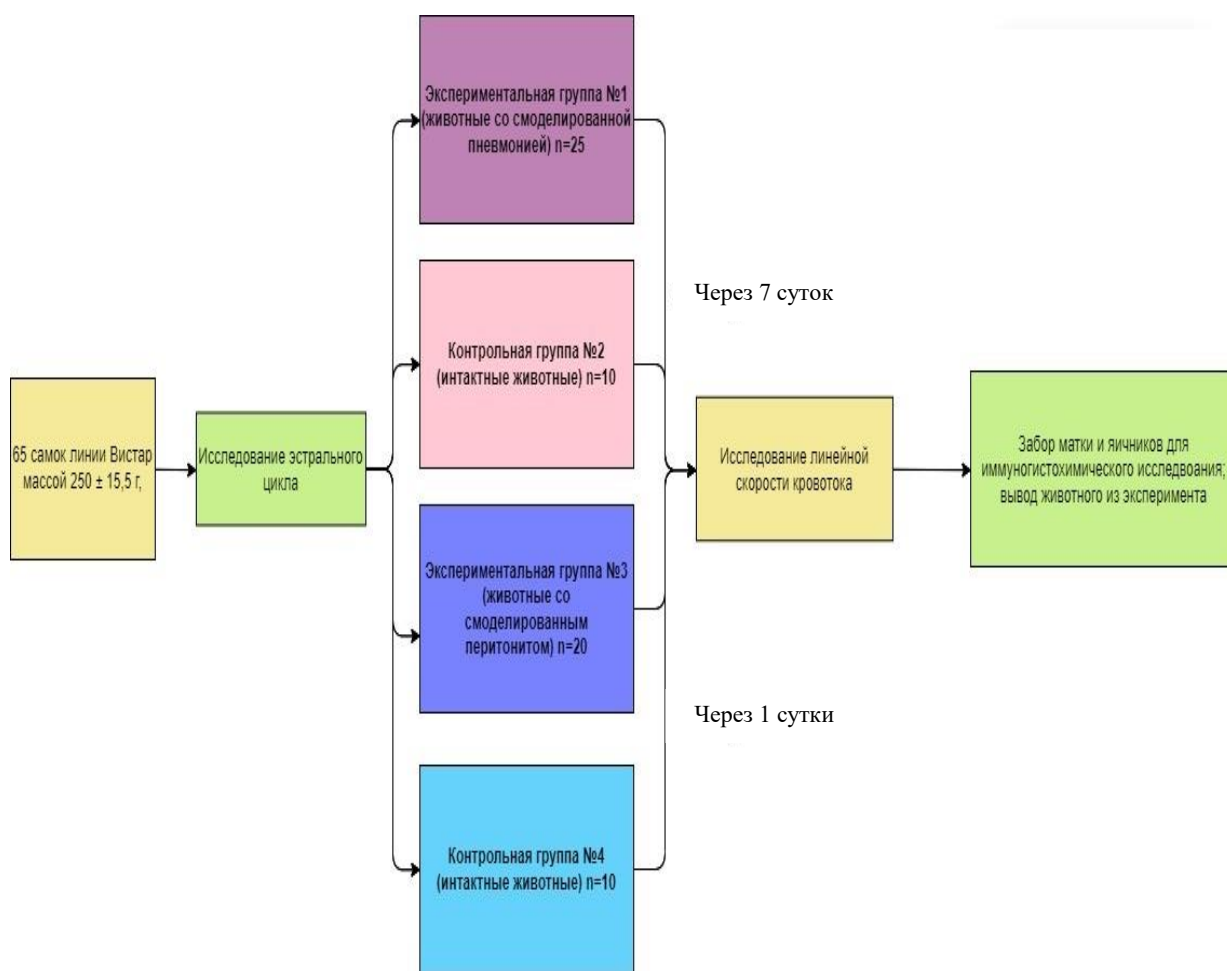 65 самок линии Вистар
массой 250 ± 15,5 г,
Исследование эстрального
цикла
Экспериментальная группа №1
(животные со смоделированной
пневмонией) n=25
Контрольная группа №2
(интактные животные) n=10
Экспериментальная группа №3
(животные со
смоделированным
перитонитом) n=20
Контрольная группа №4
(интактные животные) n=10
Через 7 суток
Через 1 сутки
Исследование линейной
скорости кровотока
Забор матки и яичников для
иммуногистохимического исследвоания;
вывод животного из эксперимента